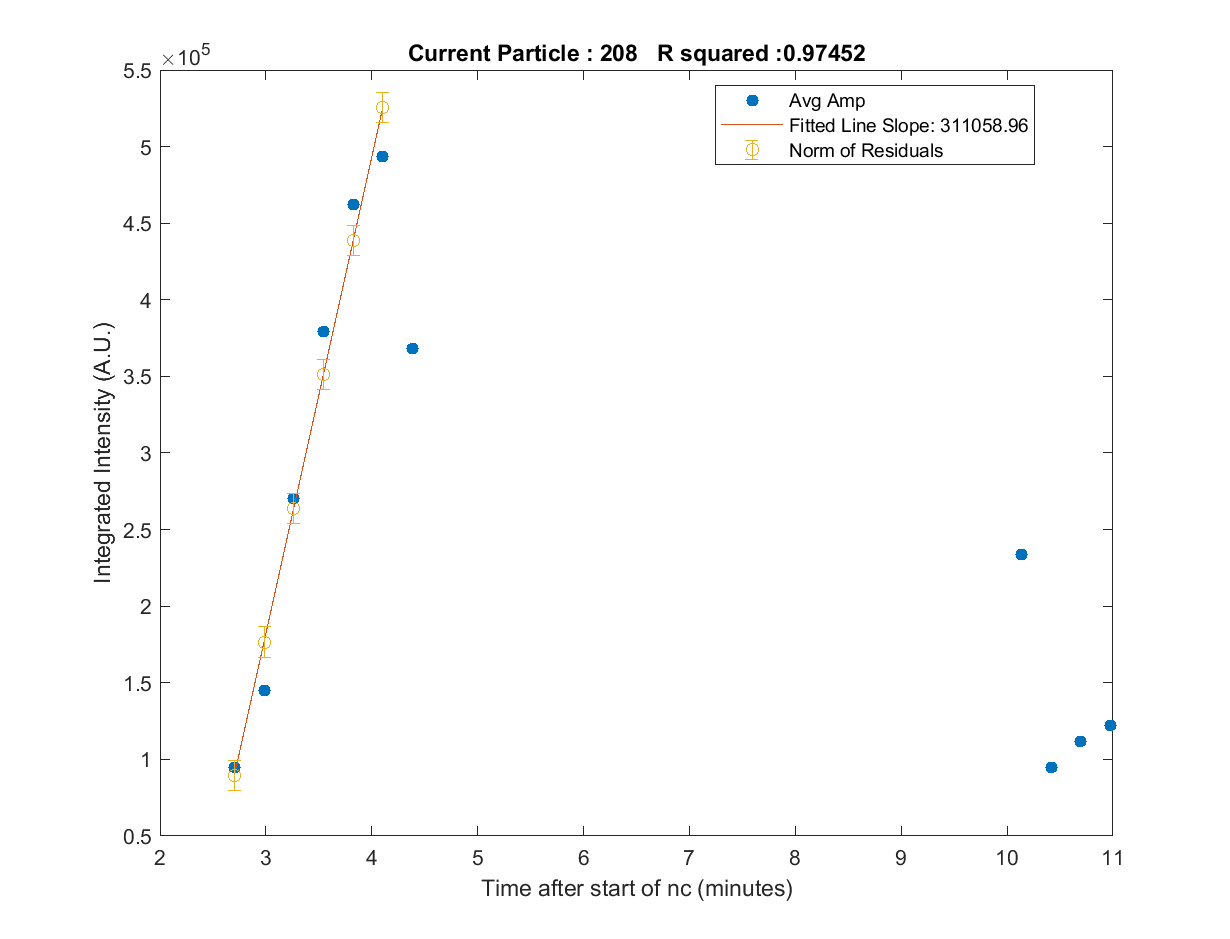 ×10^5
Current Particle : 208   R squared :0.97452
Avg Amp
Fitted Line Slope: 311058.96
Norm of Residuals
5.5
5
4.5
4
3.5
3
2.5
2
1.5
1
0.5
Integrated Intensity (A.U.)
2 3 4 5 6 7 8 9 10 11
Time after start of nc (minutes)